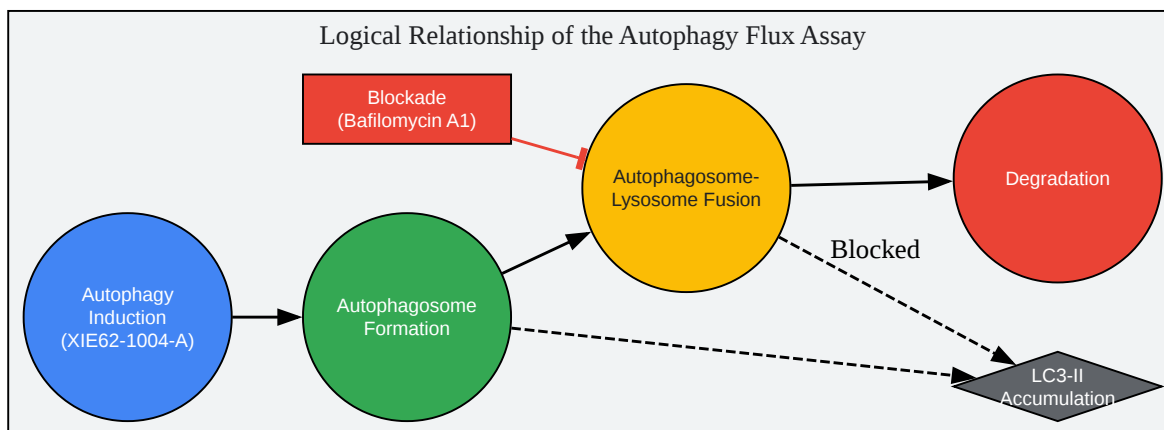 Logical Relationship of the Autophagy Flux Assay
Blockade
(Bafilomycin A1)
Autophagosome-
Lysosome Fusion
Degradation
Blocked
Autophagy
Induction
(XIE62-1004-A)
Autophagosome
Formation
LC3-II
Accumulation